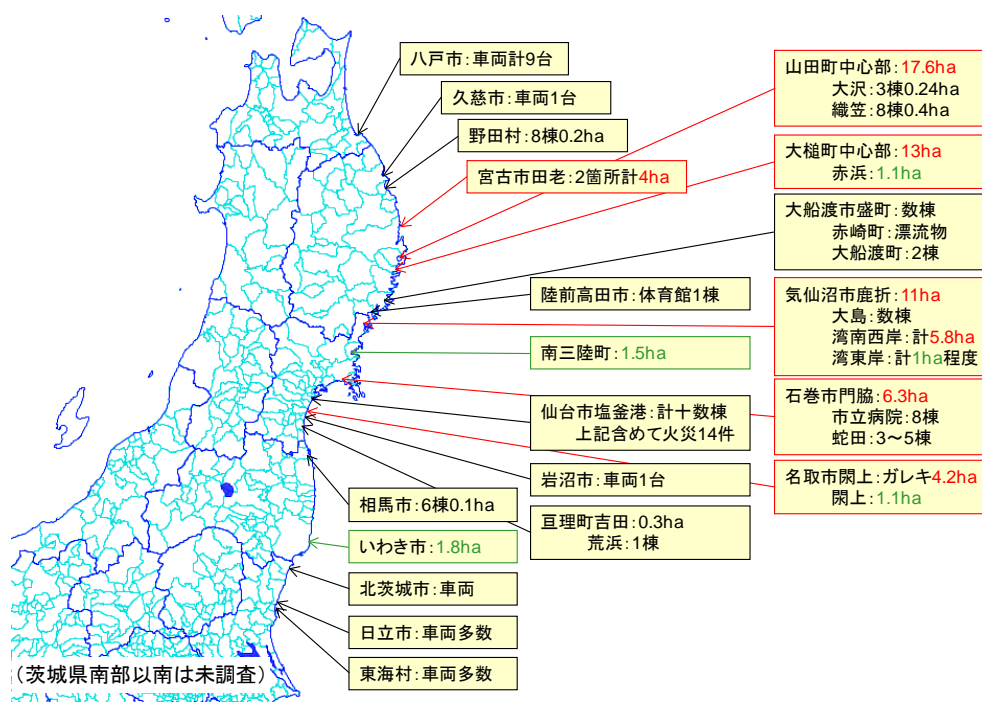 八戸市:車両計9台
久慈市:車両1台
野田村:8棟0.2ha
宮古市田老:2箇所計4ha
山田町中心部:17.6ha
大沢:3棟0.24ha
織笠:8棟0.4ha
大槌町中心部:13ha
赤浜:1.1ha
大船渡市盛町:数棟
赤崎町:漂流物
大船渡町:2棟
陸前高田市:体育館1棟
気仙沼市鹿折:11ha
大島:数棟
湾南西岸:計5.8ha
湾東岸:計1ha程度
南三陸町:1.5ha
石巻市門脇:6.3ha
市立病院:8棟
蛇田:3〜5棟
仙台市塩釜港:計十数棟
上記含めて火災14件
名取市閖上:ガレキ4.2ha
閖上:1.1ha
岩沼市:車両1台
亘理町吉田:0.3ha
荒浜:1棟
相馬市:6棟0.1ha
いわき市:1.8ha
北茨城市:車両
日立市:車両多数
東海村:車両多数
(茨城県南部以南は未調査)